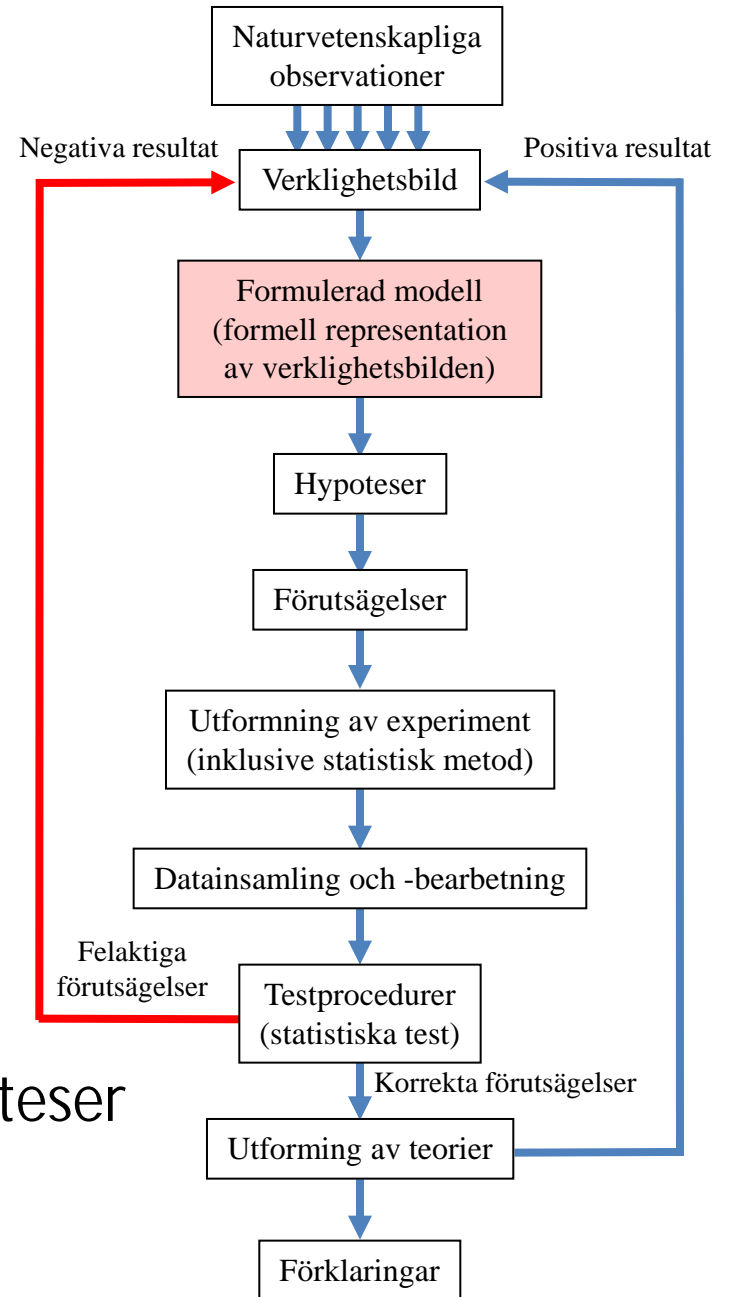 Naturvetenskapliga
observationer
Negativa resultat
Positiva resultat
Verklighetsbild
Formulerad modell
(formell representation
av verklighetsbilden)
Hypoteser
Förutsägelser
Utformning av experiment
(inklusive statistisk metod)
Datainsamling och -bearbetning
Felaktiga
förutsägelser
Testprocedurer
(statistiska test)
teser
Korrekta förutsägelser
Utforming av teorier
Förklaringar